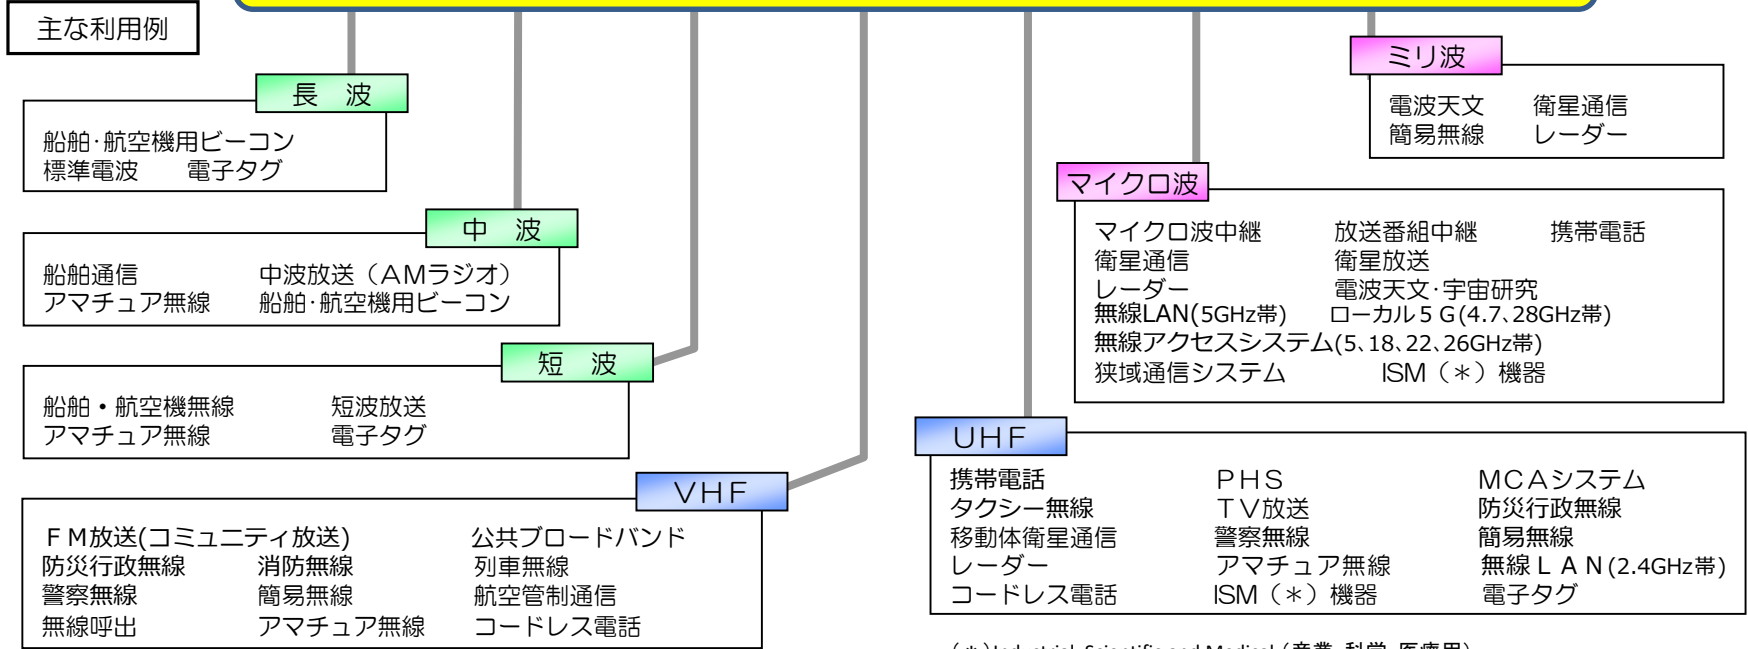 主な利用例
長 波
船舶・航空機用ビーコン
標準電波 電子タグ
中 波
船舶通信 中波放送（AMラジオ）
アマチュア無線 船舶・航空機用ビーコン
短 波
船舶・航空機無線 短波放送
アマチュア無線 電子タグ
VHF
FM放送(コミュニティ放送) 公共ブロードバンド
防災行政無線 消防無線 列車無線
警察無線 簡易無線 航空管制通信
無線呼出 アマチュア無線 コードレス電話
ミリ波
電波天文 衛星通信
簡易無線 レーダー
マイクロ波
マイクロ波中継 放送番組中継 携帯電話
衛星通信 衛星放送
レーダー 電波天文・宇宙研究
無線LAN(5GHz帯) ローカル５Ｇ(4.7、28GHz帯)
無線アクセスシステム(5、18、22、26GHz帯)
狭域通信システム ISM（＊）機器
UHF
携帯電話 PHS MCAシステム
タクシー無線 TV放送 防災行政無線
移動体衛星通信 警察無線 簡易無線
レーダー アマチュア無線 無線ＬＡＮ(2.4GHz帯)
コードレス電話 ISM（＊）機器 電子タグ
(＊)Industrial, Scientific and Medical (産業、科学、医療用)